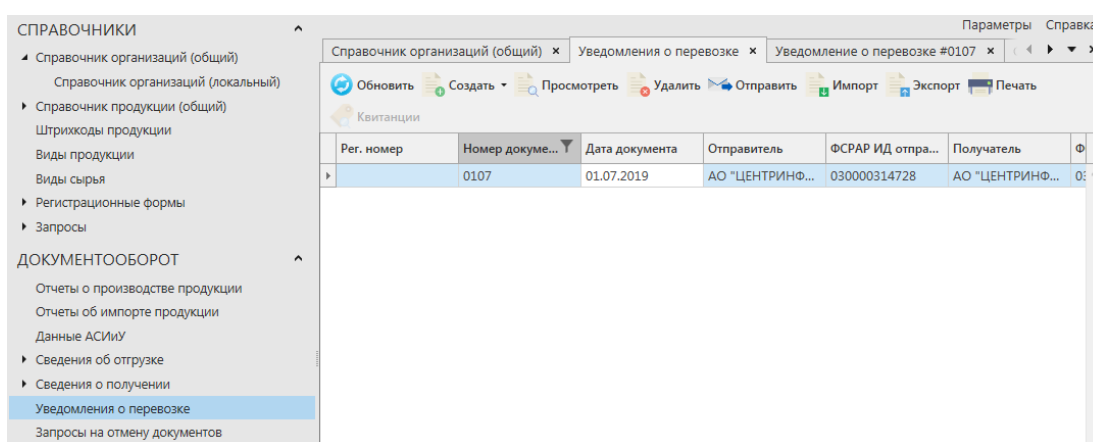 Параметры Справка
СПРАВОЧНИКИ
Справочник организаций (общий)
Справочник организаций (локальный)
Справочник продукции (общий)
Штрихкоды продукции
Виды продукции
Виды сырья
Регистрационные формы
Запросы
ДОКУМЕНТООБОРОТ
Отчеты о производстве продукции
Отчеты об импорте продукции
Данные АСИиУ
Сведения об отгрузке
Сведения о получении
Уведомления о перевозке
Запросы на отмену документов
Справочник организаций (общий) Уведомления о перевозке Уведомление о перевозке #0107
Обновить Создать Просмотреть Удалить Отправить Импорт Экспорт Печать
Квитанции
Рег. номер Номер докуме... Дата документа Отправитель ФСРАР ИД отпра... Получатель Ф
0107 01.07.2019 АО "ЦЕНТРИНФ... 030000314728 АО "ЦЕНТРИНФ...